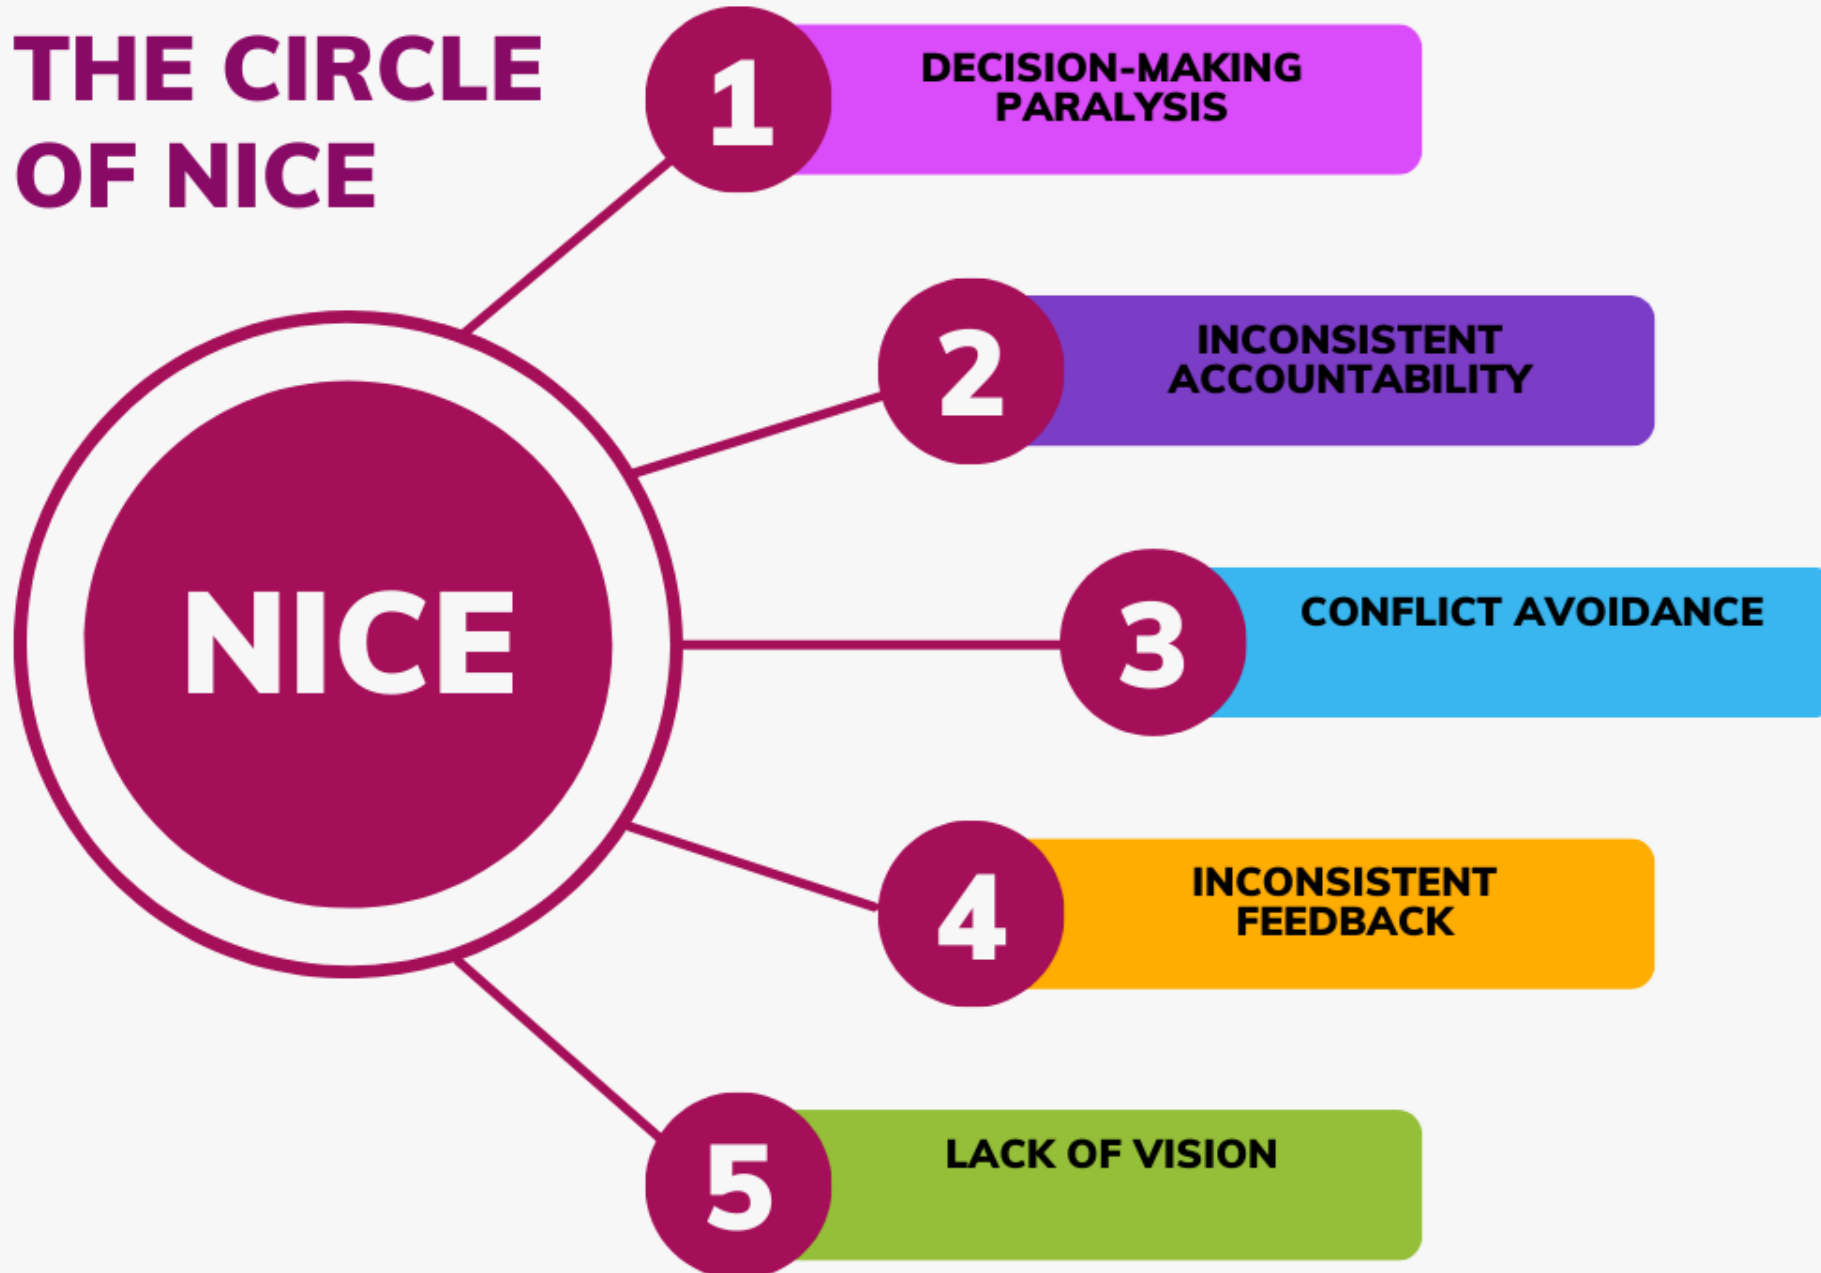 THE CIRCLE
OF NICE
NICE
1
DECISION-MAKING
PARALYSIS
2
INCONSISTENT
ACCOUNTABILITY
3
CONFLICT AVOIDANCE
4
INCONSISTENT
FEEDBACK
5
LACK OF VISION